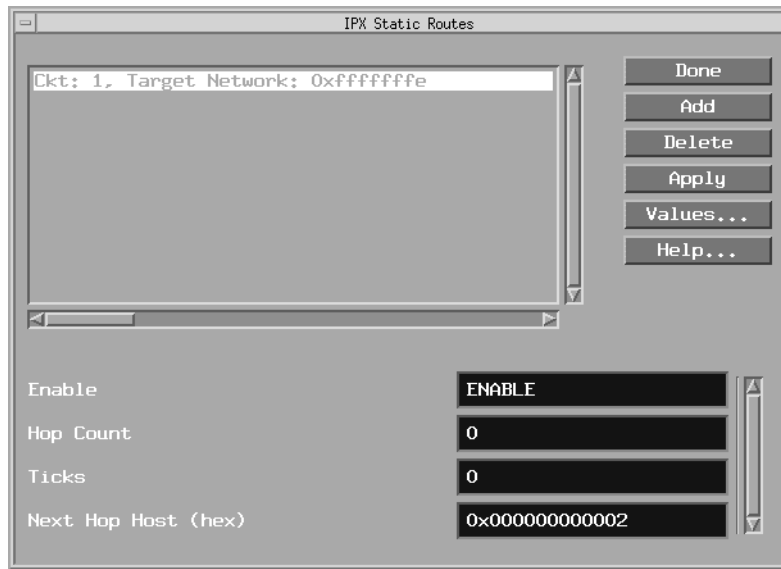 IPX Static Routes
Ckt: 1, Target Network: 0xfffffffe
Done
Add
Delete
Apply
Values...
Help...
Enable
ENABLE
Hop Count
0
Ticks
0
Next Hop Host (hex)
0x000000000002